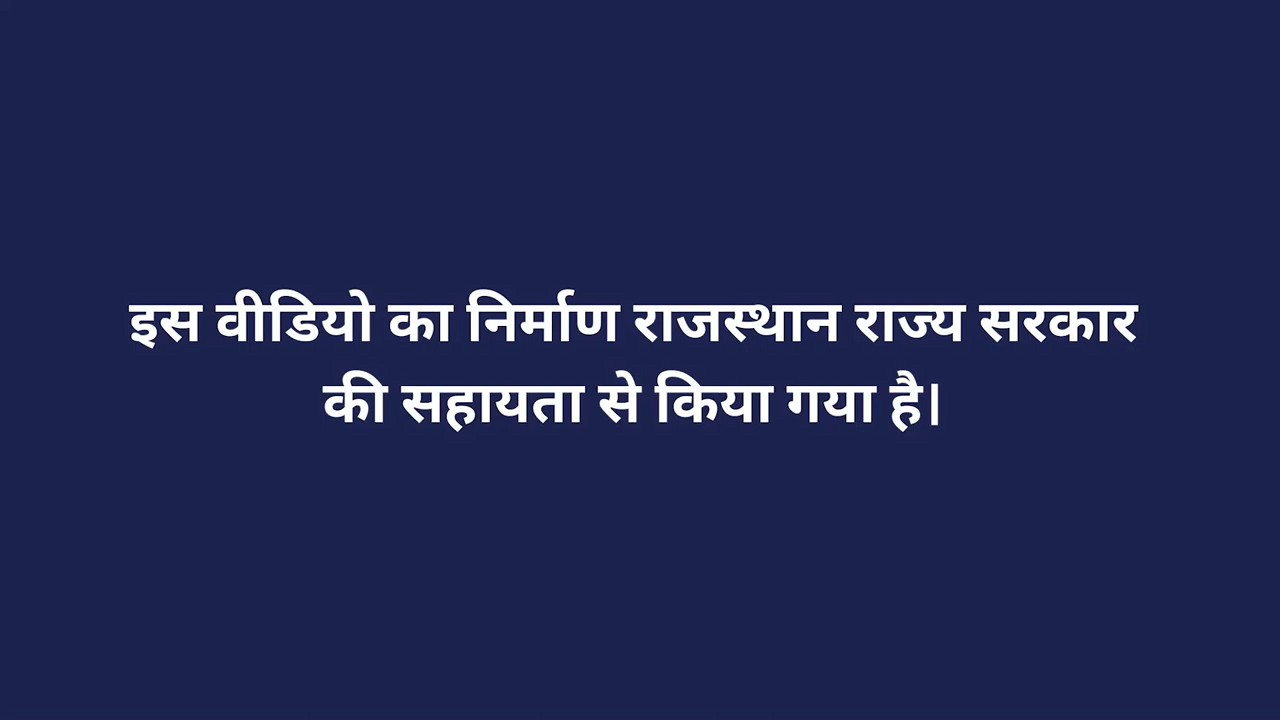 इस वीडियो का निर्माण राजस्थान राज्य सरकार
की सहायता से किया गया है।